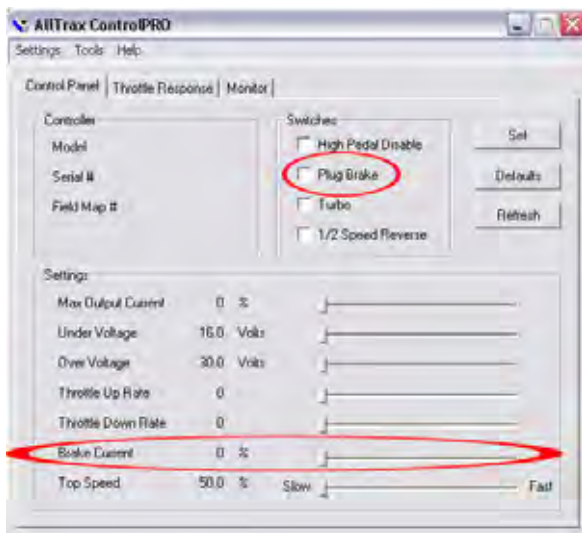 AllTrax ControlPRO
Settings Tools Help
Control Panel Throttle Response Monitor
Controller
Model
Serial #
Field Map #
Switches
High Pedal Disable
Plug Brake
Turbo
1/2 Speed Reverse
Set
Defaults
Refresh
Settings
Max Output Current 0 %
Under Voltage 16.0 Volts
Over Voltage 30.0 Volts
Throttle Up Rate 0
Throttle Down Rate 0
Brake Current 0 %
Top Speed 50.0 % Slow Fast